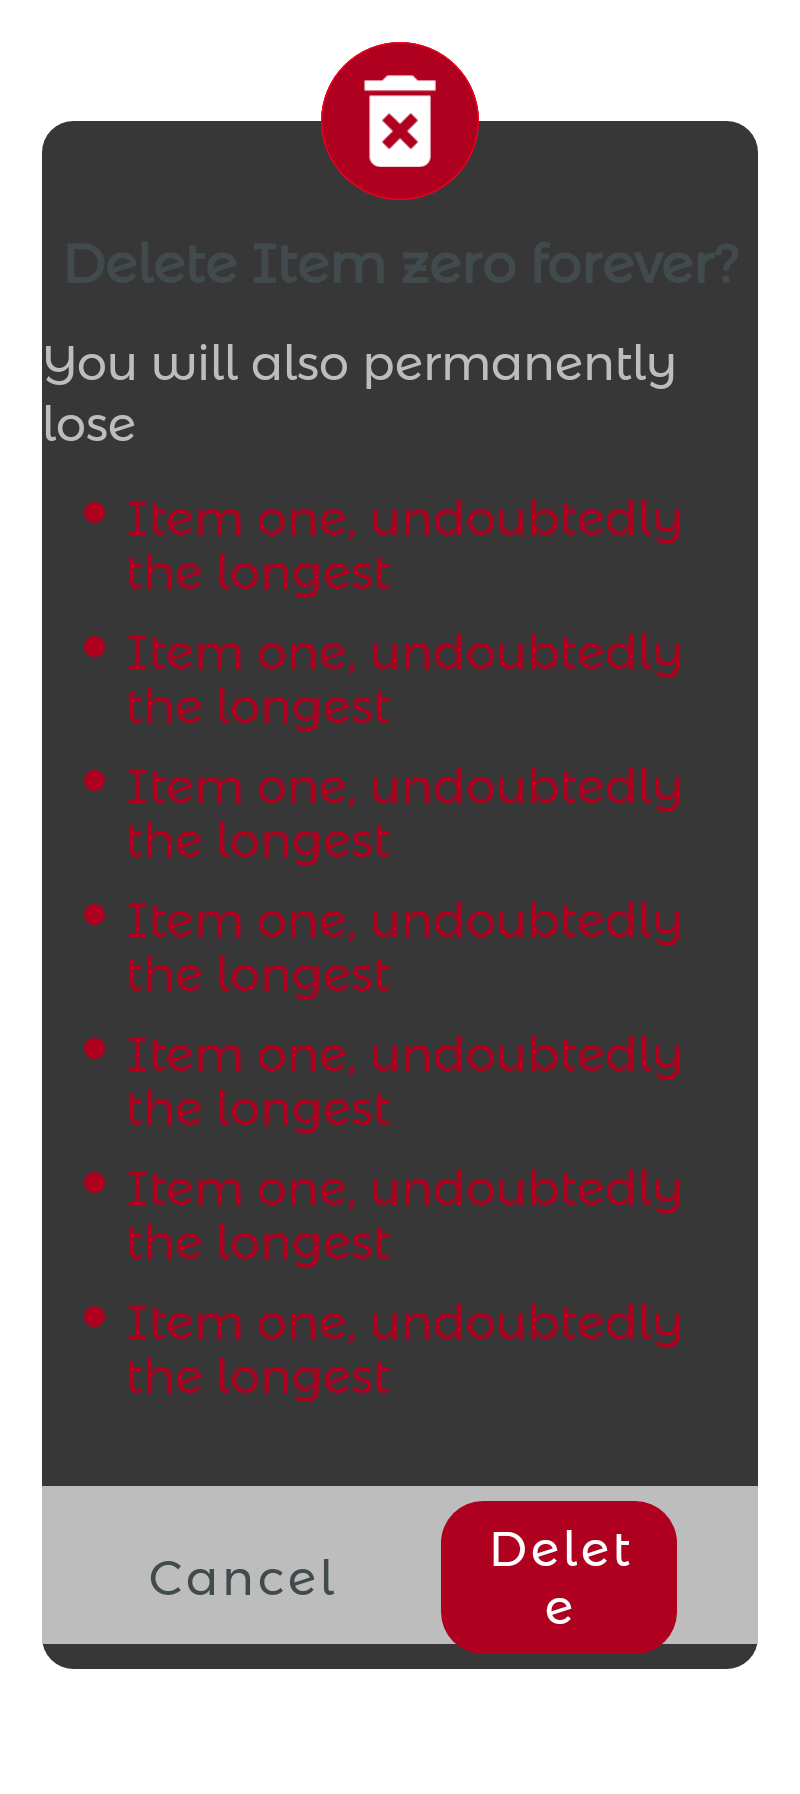 Delete Item zero forever?
You will also permanently
lose
• Item one, undoubtedly
the longest
• Item one, undoubtedly
the longest
• Item one, undoubtedly
the longest
• Item one, undoubtedly
the longest
• Item one, undoubtedly
the longest
• Item one, undoubtedly
the longest
• Item one, undoubtedly
the longest
Cancel
Delet
e